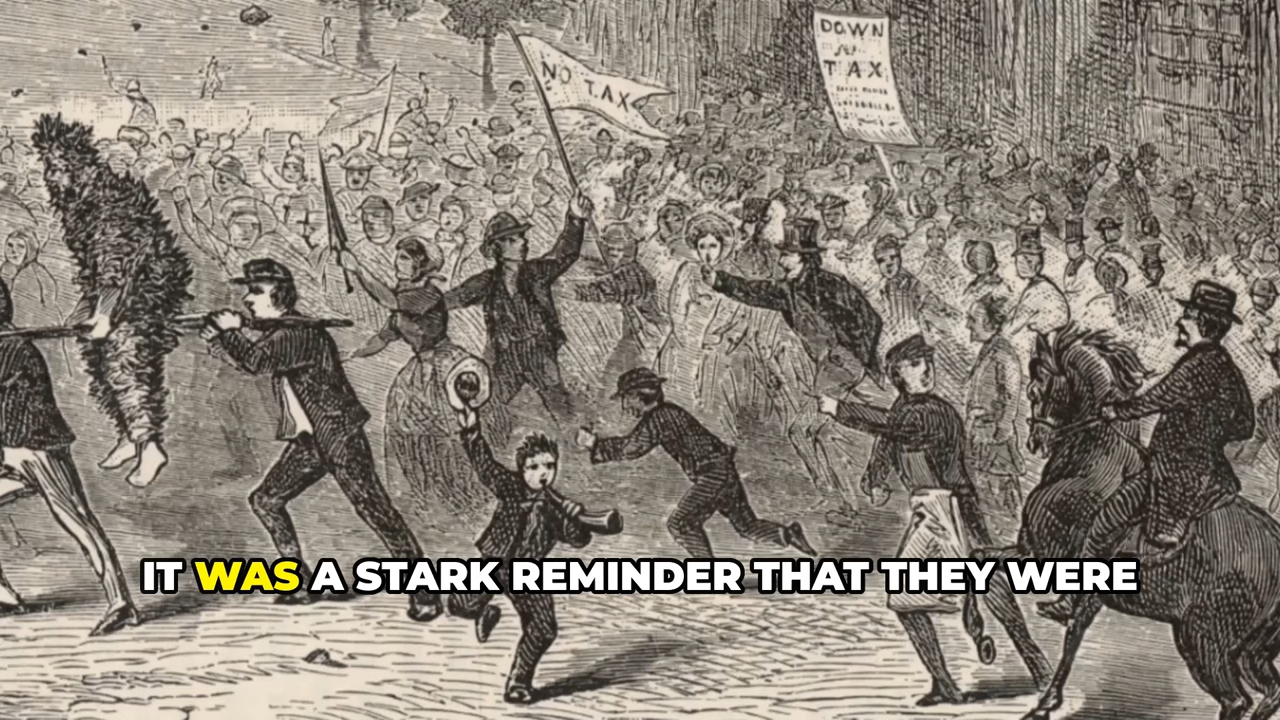 DOWN
TAX
NO TAX
IT WAS A STARK REMINDER THAT THEY WERE